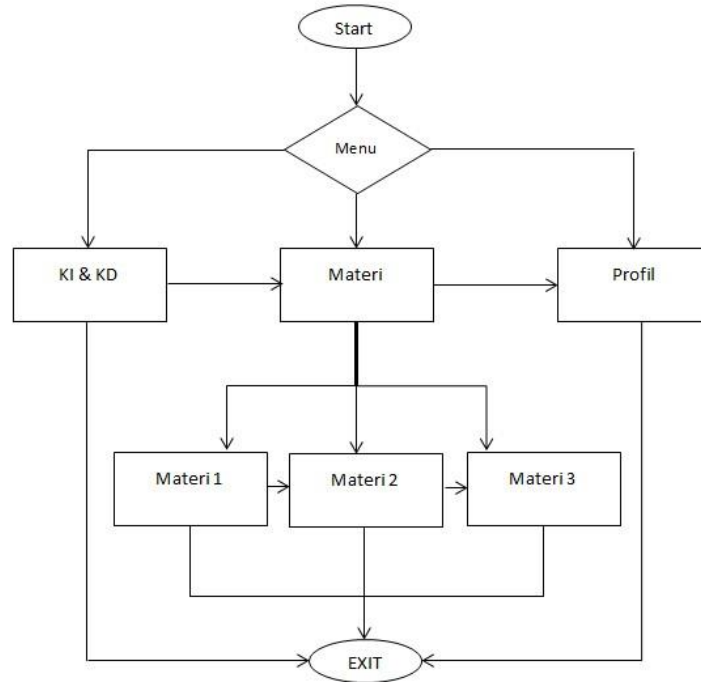 Start
Menu
KI & KD
Materi
Profil
Materi 1
Materi 2
Materi 3
EXIT